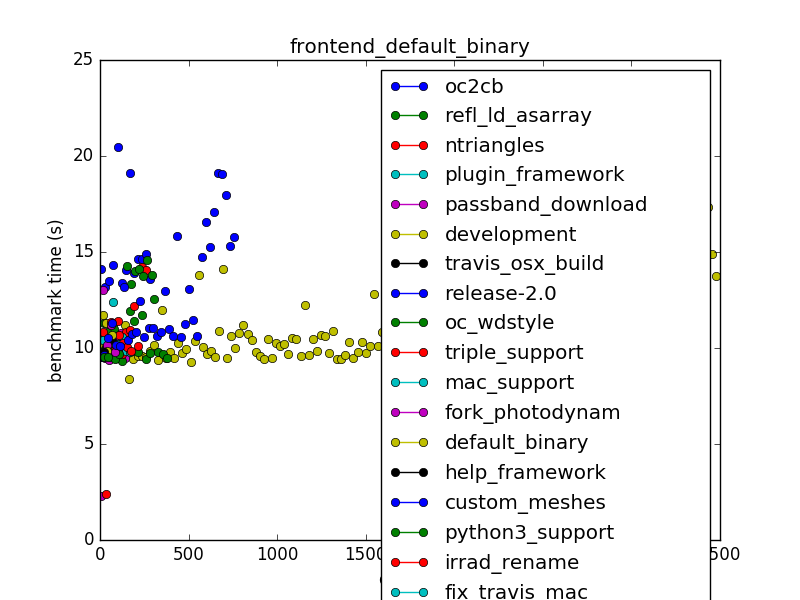 frontend_default_binary
25
20
15
10
5
0
benchmark time (s)
0
500
1000
500
oc2cb
refl_ld_asarray
ntriangles
plugin_framework
passband_download
development
travis_osx_build
release-2.0
oc_wdstyle
triple_support
mac_support
fork_photodynam
default_binary
help_framework
custom_meshes
python3_support
irrad_rename
fix_travis_mac